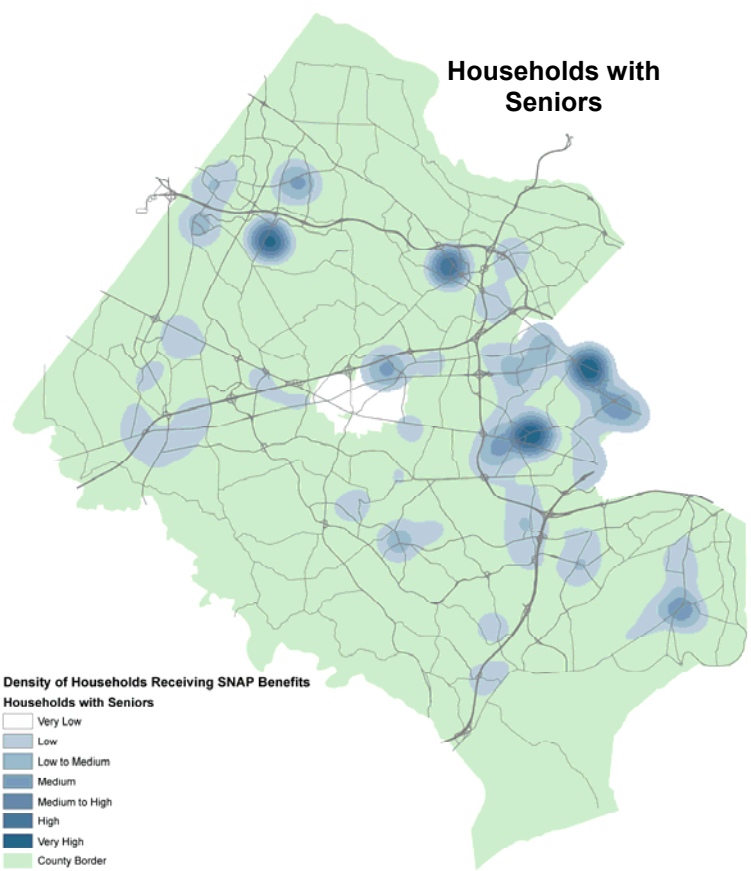 Households with
Seniors
Density of Households Receiving SNAP Benefits
Households with Seniors
Very Low
Low
Low to Medium
Medium
Medium to High
High
Very High
County Border